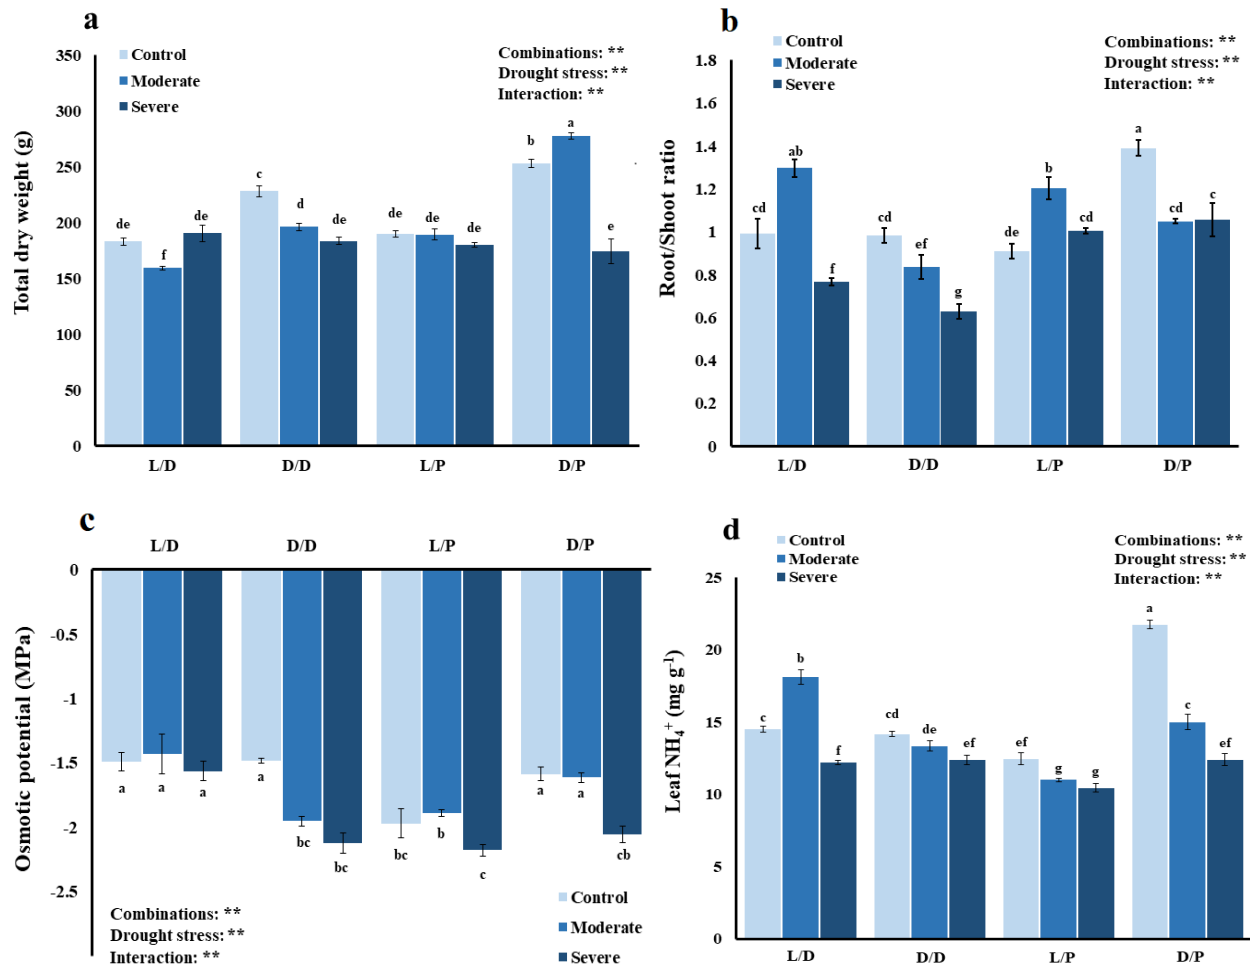 a
Control
Moderate
Severe
Combinations: **
Drought stress: **
Interaction: **
Total dry weight (g)
350
300
250
200
150
100
50
0
de
f
de
c
d
de
de
de
de
b
a
e
L/D
D/D
L/P
D/P
b
Control
Moderate
Severe
Combinations: **
Drought stress: **
Interaction: **
Root/Shoot ratio
1.8
1.6
1.4
1.2
1
0.8
0.6
0.4
0.2
0
cd
ab
f
cd
ef
g
de
b
cd
a
cd
c
L/D
D/D
L/P
D/P
c
L/D
D/D
L/P
D/P
Osmotic potential (MPa)
0
-0.5
-1
-1.5
-2
-2.5
a
a
a
a
bc
bc
bc
b
c
a
a
cb
Combinations: **
Drought stress: **
Interaction: **
Control
Moderate
Severe
d
Control
Moderate
Severe
Combinations: **
Drought stress: **
Interaction: **
Leaf NH₄⁺ (mg g⁻¹)
25
20
15
10
5
0
c
b
f
cd
de
ef
ef
g
g
a
c
ef
L/D
D/D
L/P
D/P